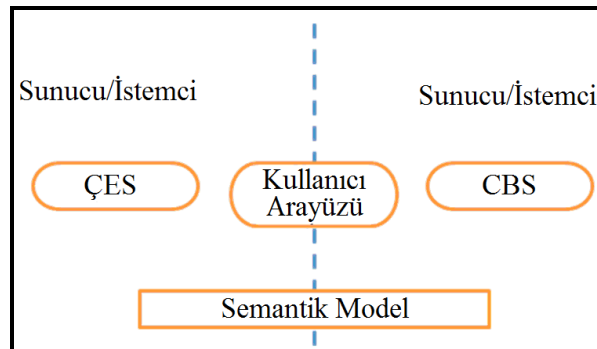 Sunucu/İstemci
Sunucu/İstemci
ÇES
Kullanıcı
Arayüzü
CBS
Semantik Model